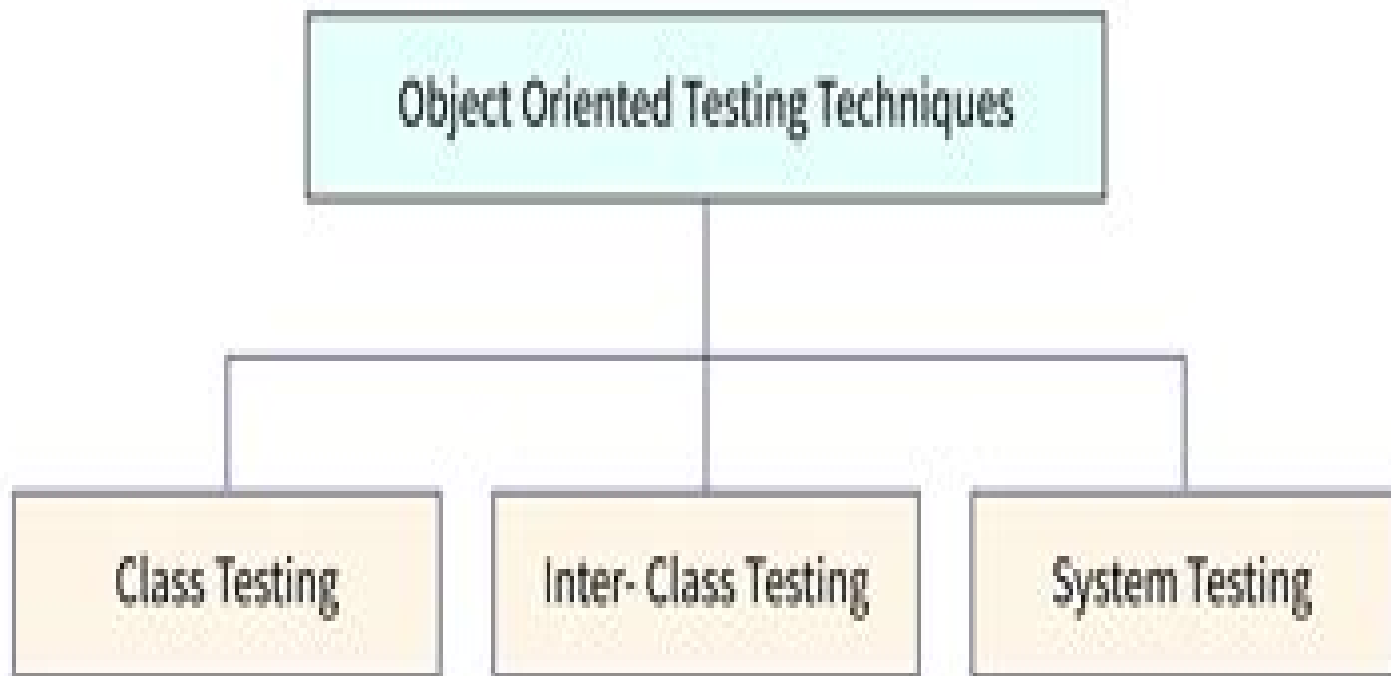 Object Oriented Testing Techniques
Class Testing
Inter- Class Testing
System Testing